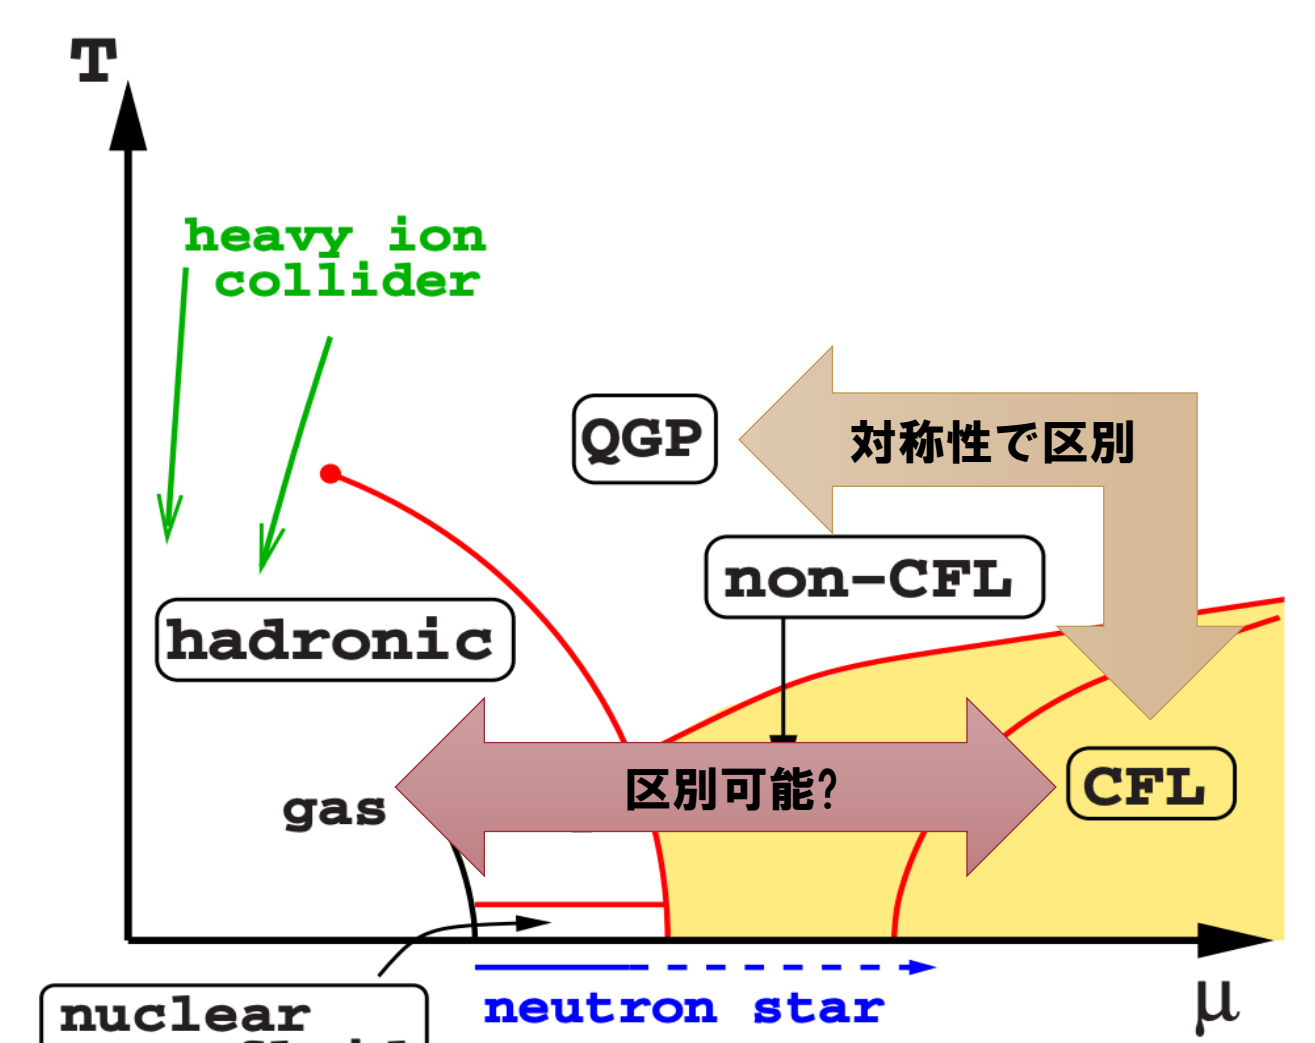 T
heavy ion
collider
QGP
対称性で区別
non-CFL
hadronic
区別可能?
CFL
gas
nuclear
neutron star
μ